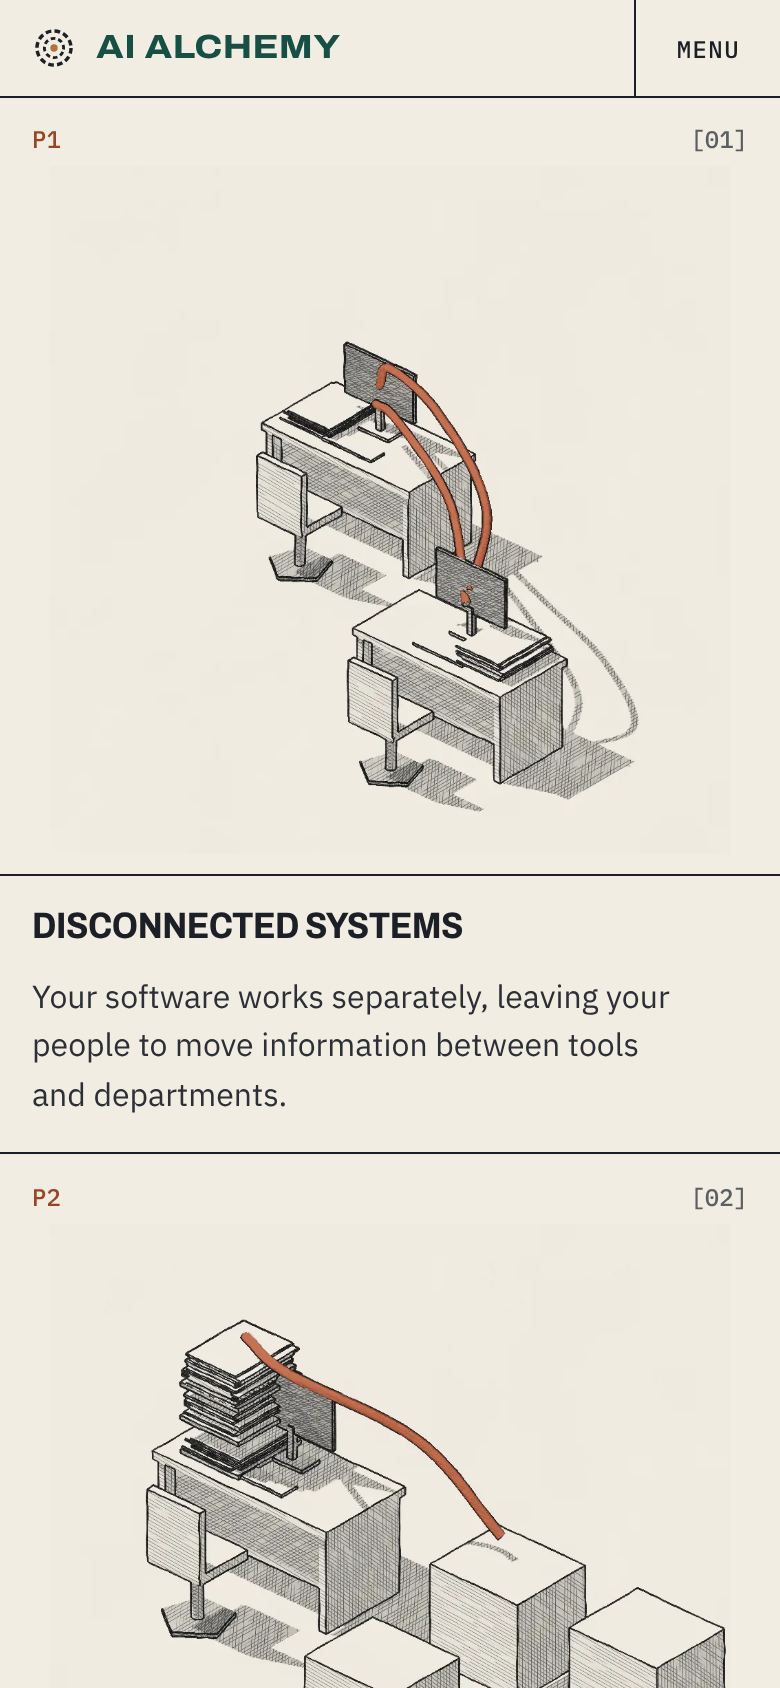 AI ALCHEMY
MENU
P1
[01]
DISCONNECTED SYSTEMS
Your software works separately, leaving your
people to move information between tools
and departments.
P2
[02]